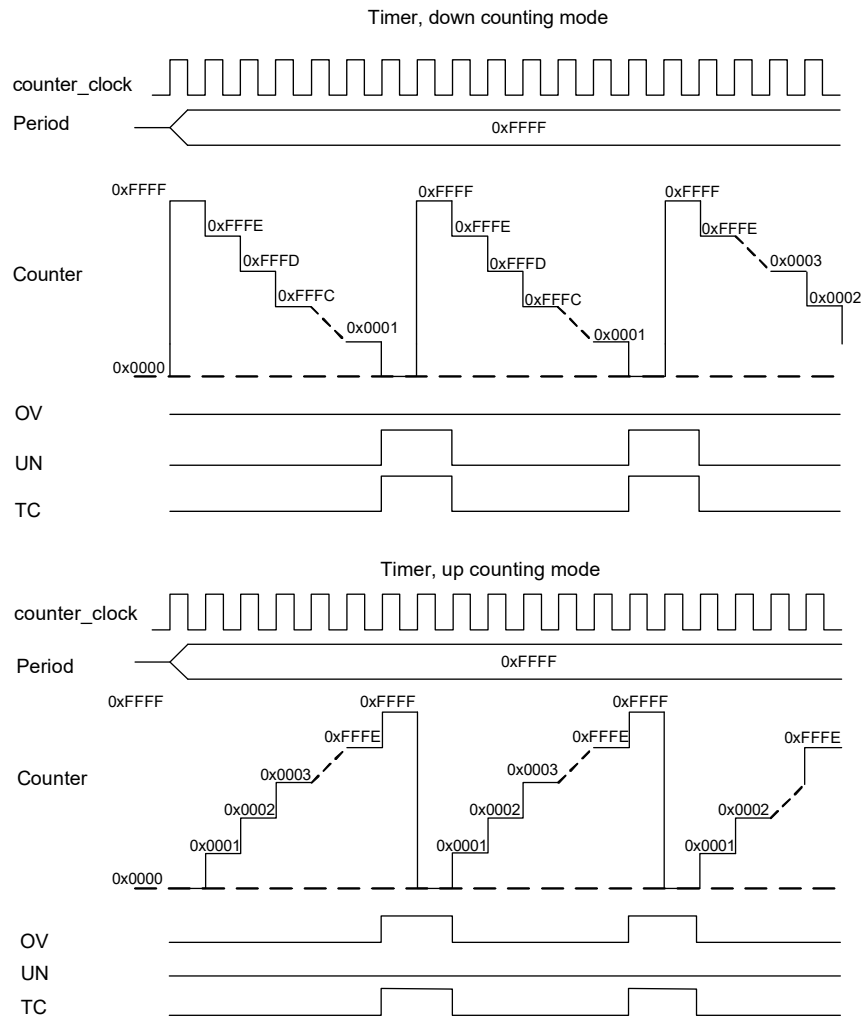 Timer, down counting mode
counter_clock
Period
0xFFFF
0xFFFF 0xFFFF 0xFFFF
0xFFFE 0xFFFE 0xFFFE
0xFFFD 0xFFFD 0x0003
Counter
0xFFFC 0xFFFC 0x0002
0x0001 0x0001
0x0000
OV
UN
TC
Timer, up counting mode
counter_clock
Period
0xFFFF
0xFFFF 0xFFFF 0xFFFF
0xFFFE 0xFFFE 0xFFFE
Counter
0x0003 0x0003
0x0002 0x0002 0x0002
0x0001 0x0001 0x0001
0x0000
OV
UN
TC